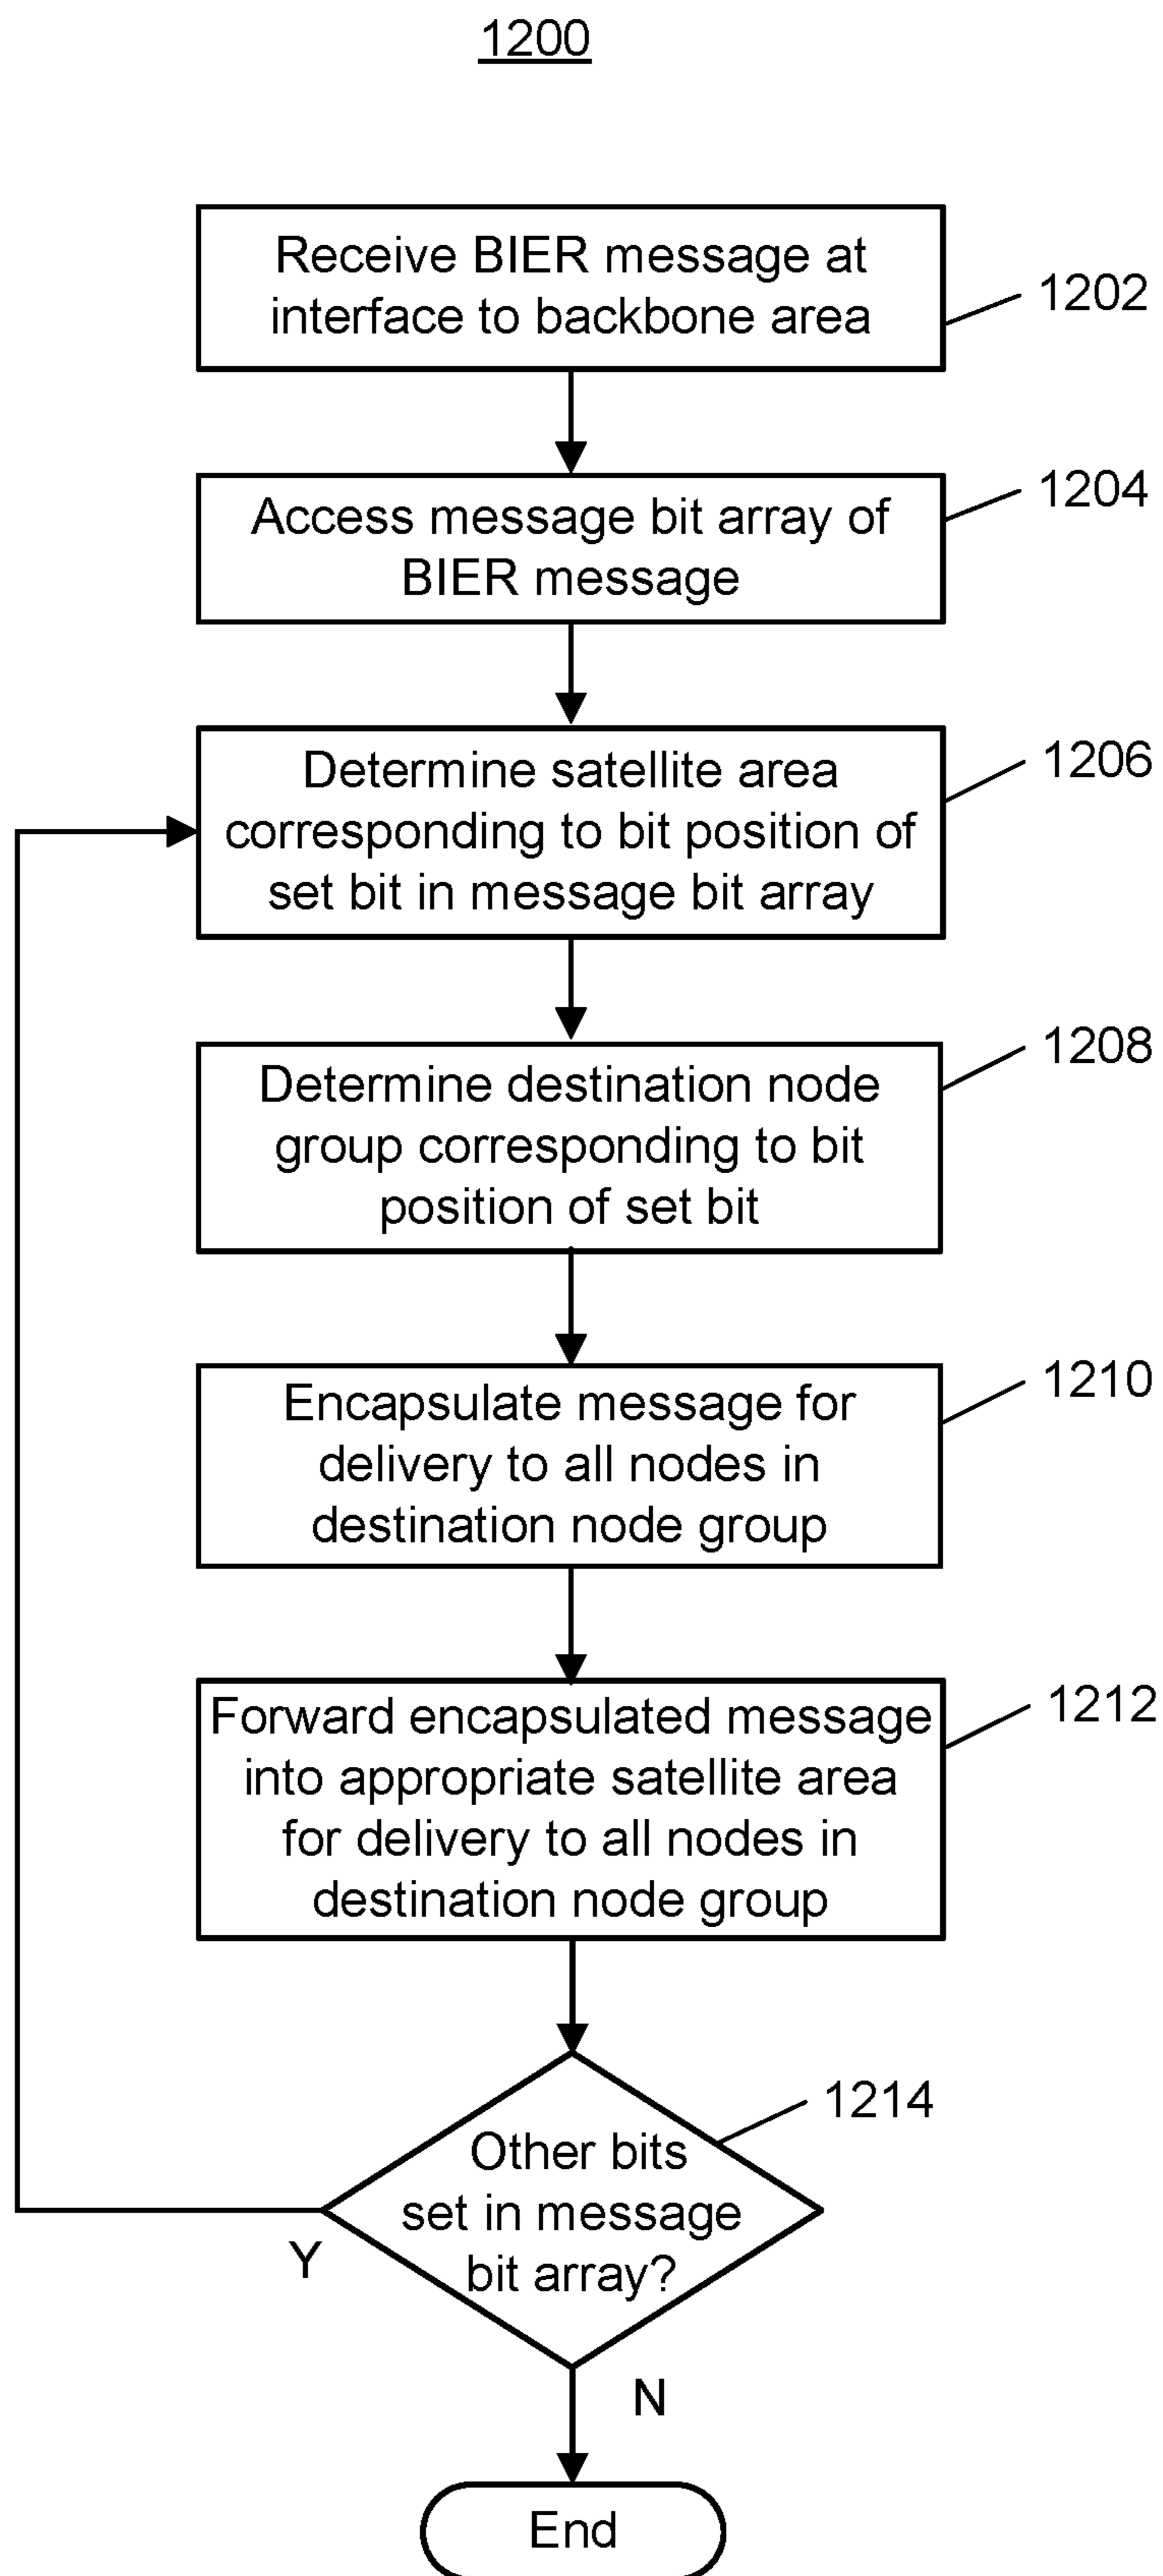 1200
Receive BIER message at
interface to backbone area
1202
Access message bit array of
BIER message
1204
Determine satellite area
corresponding to bit position of
set bit in message bit array
1206
Determine destination node
group corresponding to bit
position of set bit
1208
Encapsulate message for
delivery to all nodes in
destination node group
1210
Forward encapsulated message
into appropriate satellite area
for delivery to all nodes in
destination node group
1212
Other bits
set in message
bit array?
1214
Y
N
End